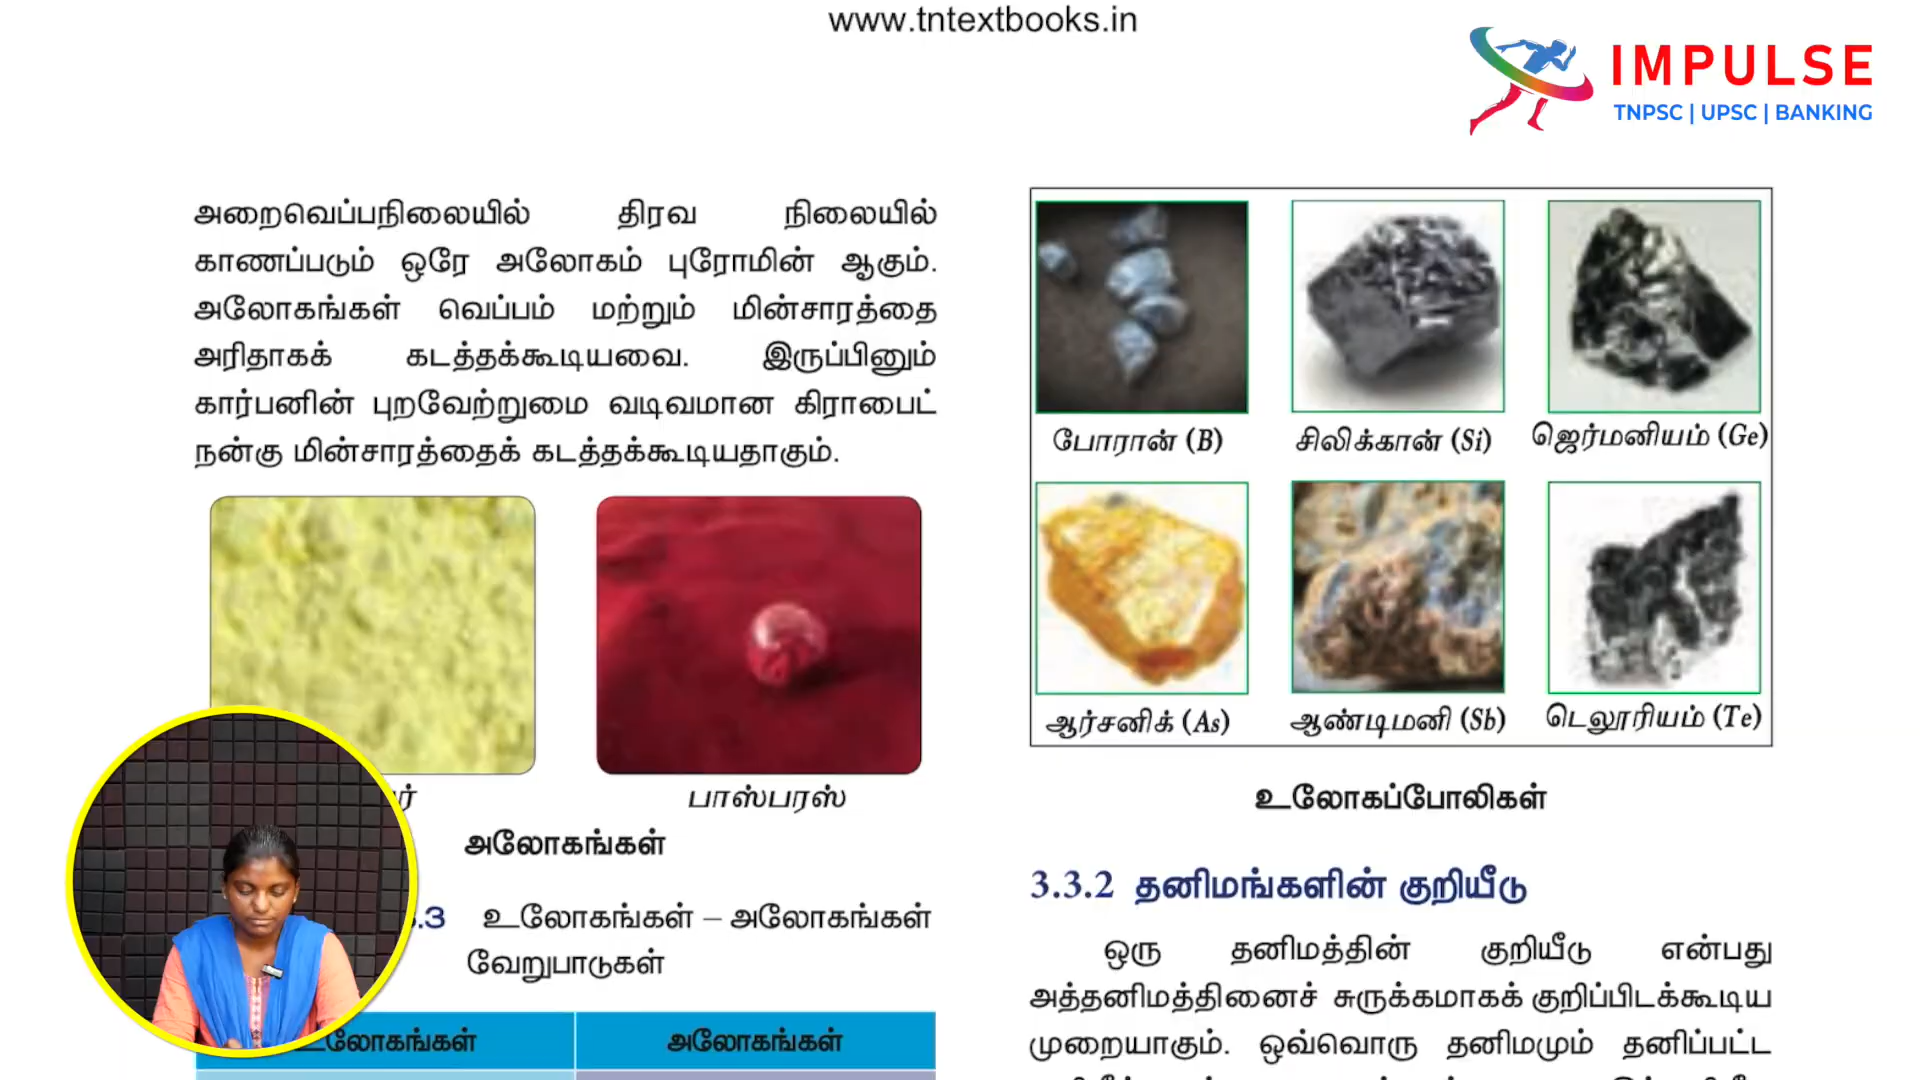 www.tntextbooks.in
IMPULSE
TNPSC | UPSC | BANKING
அறைவெப்பநிலையில் திரவ நிலையில்
காணப்படும் ஒரே அலோகம் புரோமின் ஆகும்.
அலோகங்கள் வெப்பம் மற்றும் மின்சாரத்தை
அரிதாகக் கடத்தக்கூடியவை. இருப்பினும்
கார்பனின் புறவேற்றுமை வடிவமான கிராபைட்
நன்கு மின்சாரத்தைக் கடத்தக்கூடியதாகும்.
பாஸ்பரஸ்
அலோகங்கள்
உலோகங்கள் – அலோகங்கள்
வேறுபாடுகள்
உலோகங்கள் அலோகங்கள்
போரான் (B) சிலிக்கான் (Si) ஜெர்மனியம் (Ge)
ஆர்சனிக் (As) ஆண்டிமனி (Sb) டெலூரியம் (Te)
உலோகப்போலிகள்
3.3.2 தனிமங்களின் குறியீடு
ஒரு தனிமத்தின் குறியீடு என்பது
அத்தனிமத்தினைச் சுருக்கமாகக் குறிப்பிடக்கூடிய
முறையாகும். ஒவ்வொரு தனிமமும் தனிப்பட்ட